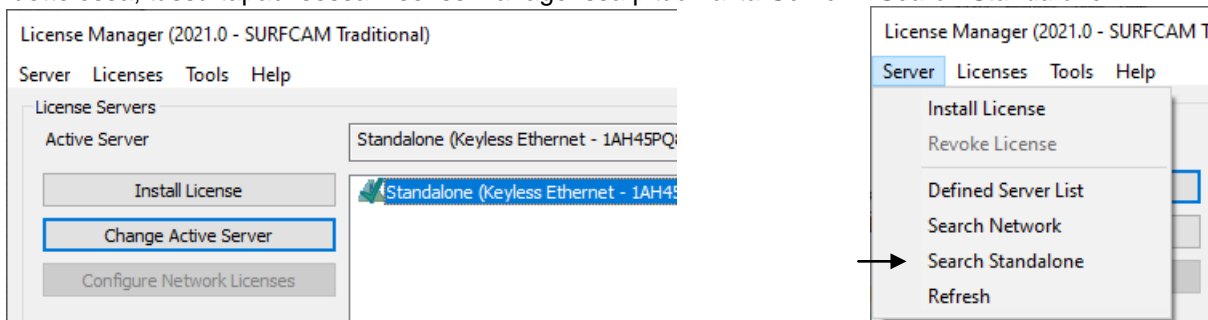 License Manager (2021.0 - SURFCAM Traditional)
Server Licenses Tools Help
License Servers
Active Server
Standalone (Keyless Ethernet - 1AH45PQ
Install License
Standalone (Keyless Ethernet - 1AH45
Change Active Server
Configure Network Licenses
License Manager (2021.0 - SURFCAM T
Server Licenses Tools Help
Install License
Revoke License
Defined Server List
Search Network
Search Standalone
Refresh